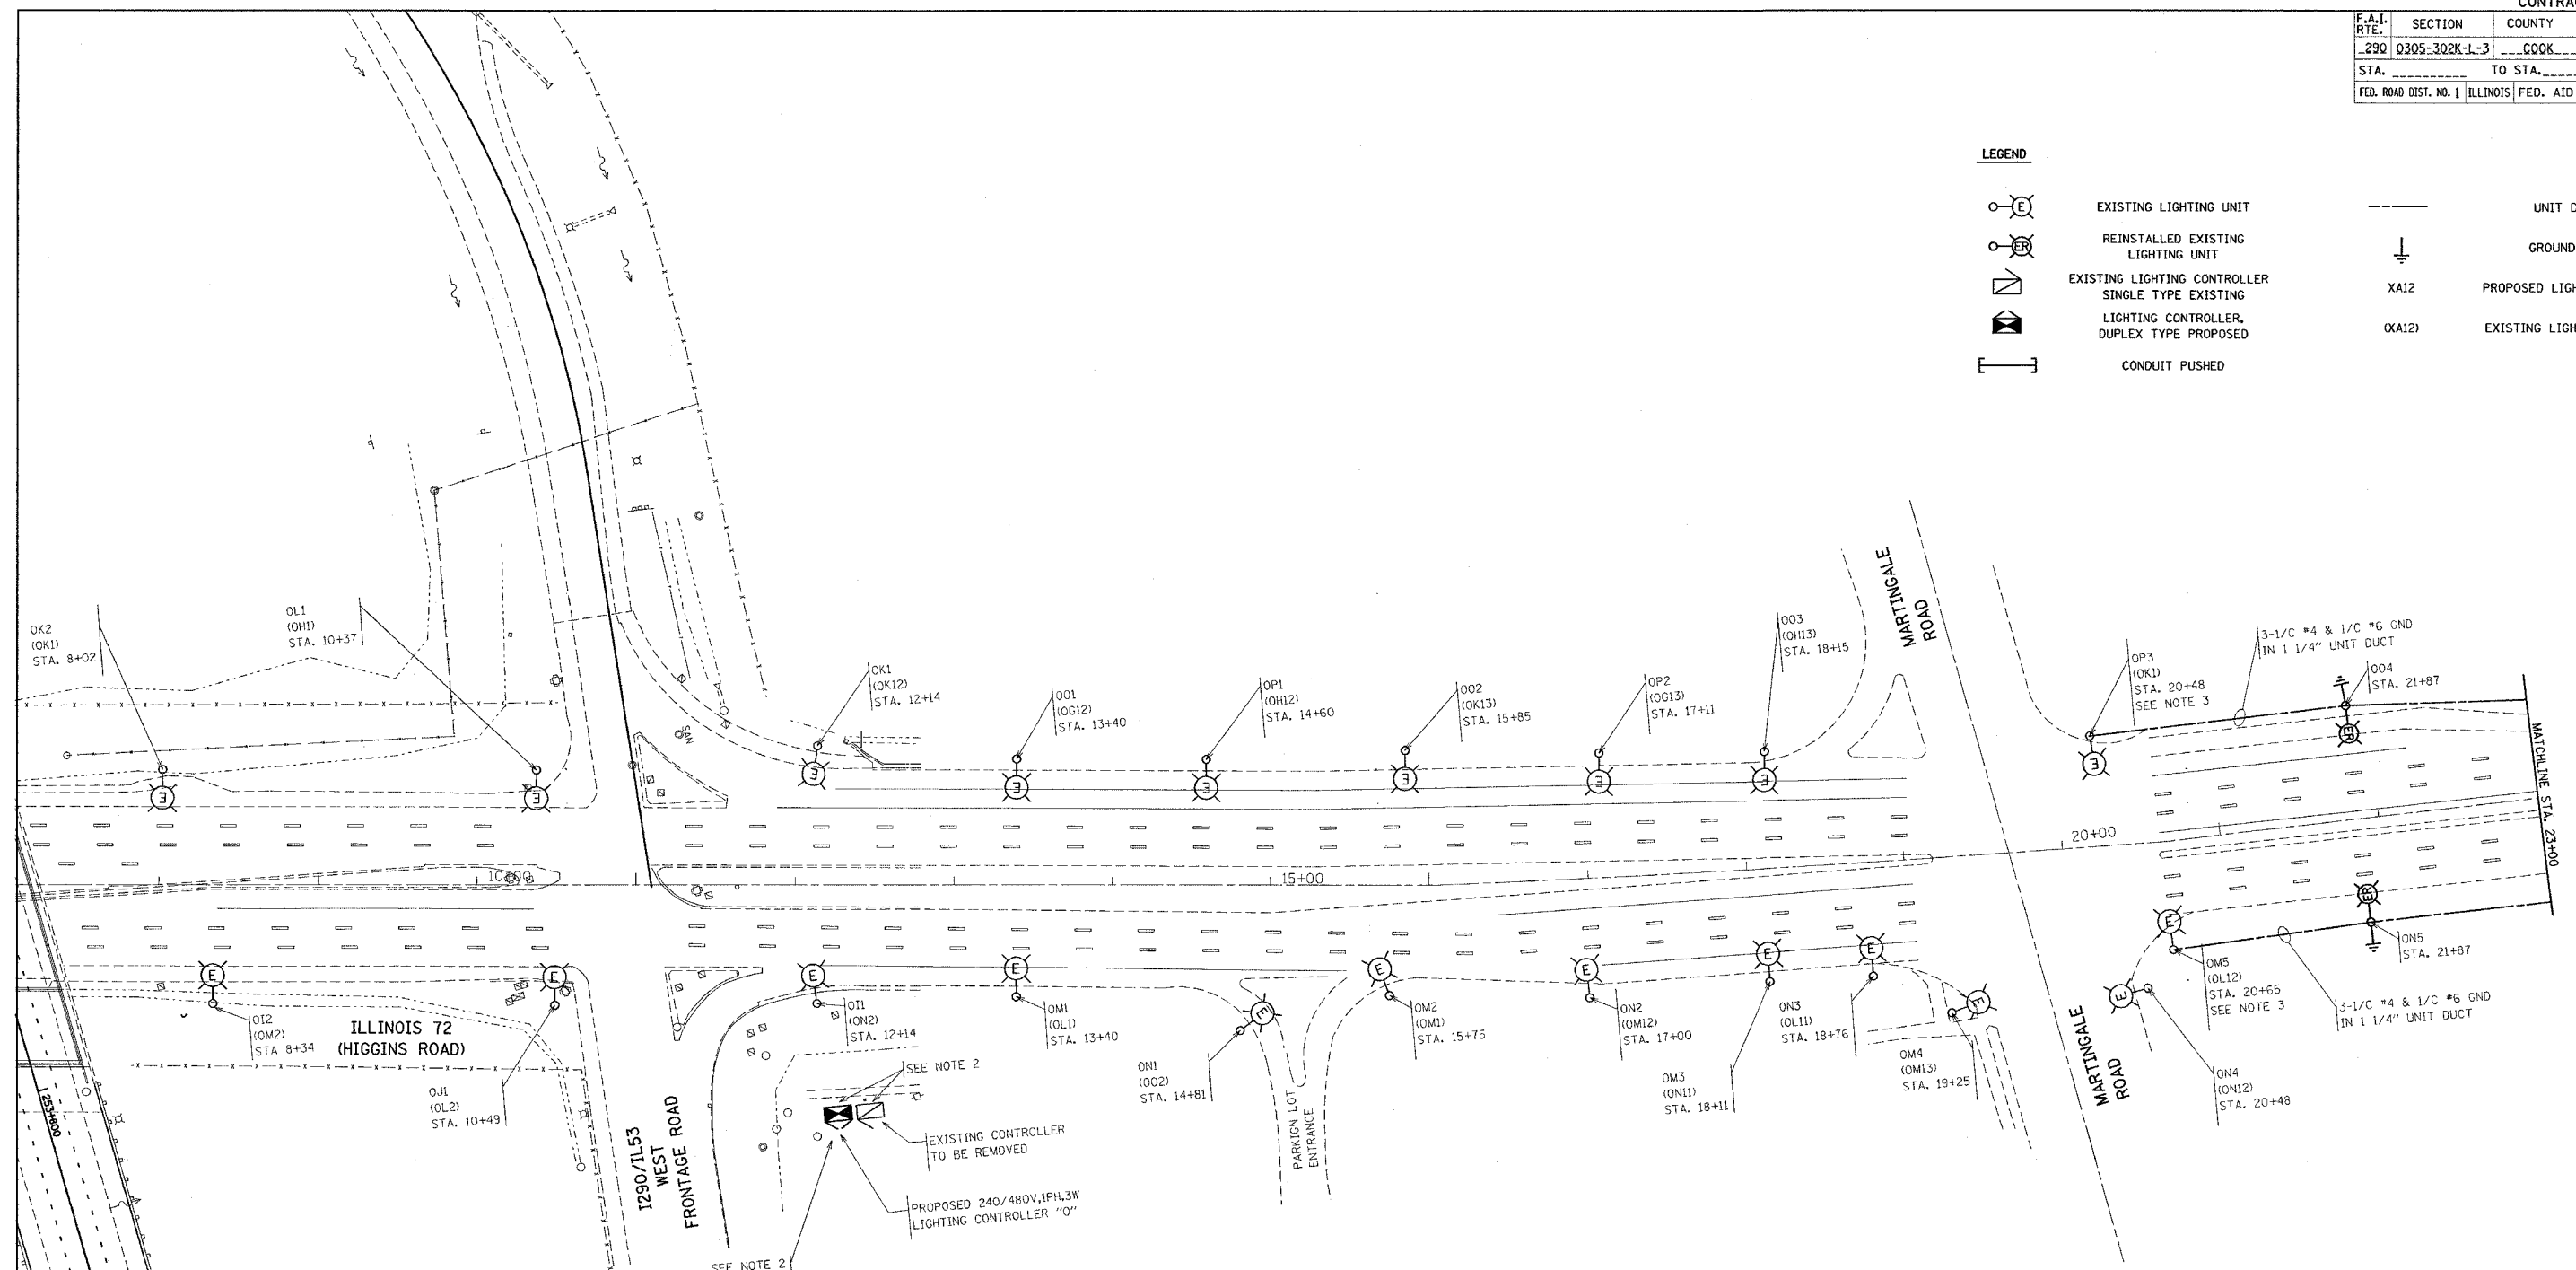 CONTRA
F.A.I. RTE. SECTION COUNTY
290 0305-302K-L-3 COOK
STA. TO STA.
FED. ROAD DIST. NO. 1 ILLINOIS FED. AID
LEGEND
E EXISTING LIGHTING UNIT
UNIT D
ER REINSTALLED EXISTING
LIGHTING UNIT
GROUND
EXISTING LIGHTING CONTROLLER
SINGLE TYPE EXISTING
XA12 PROPOSED LIGH
LIGHTING CONTROLLER,
DUPLEX TYPE PROPOSED
(XA12) EXISTING LIGH
CONDUIT PUSHED
OK2
(OK1)
STA. 8+02
OL1
(OH1)
STA. 10+37
OK1
(OK12)
STA. 12+14
OO1
(OG12)
STA. 13+40
OP1
(OH12)
STA. 14+60
OO2
(OK13)
STA. 15+85
OP2
(OG13)
STA. 17+11
OO3
(OH13)
STA. 18+15
MARTINGALE
ROAD
OP3
(OK1)
STA. 20+48
SEE NOTE 3
3-1/C #4 & 1/C #6 GND
IN 1 1/4" UNIT DUCT
OO4
STA. 21+87
SAN
E
E
E
E
E
E
E
E
E
ER
MATCHLINE STA. 23+00
10+00
15+00
20+00
E
E
E
E
E
E
E
E
E
E
E
E
ER
OI2
(OM2)
STA 8+34
ILLINOIS 72
(HIGGINS ROAD)
OJ1
(OL2)
STA. 10+49
OI1
(ON2)
STA. 12+14
OM1
(OL1)
STA. 13+40
ON1
(OO2)
STA. 14+81
OM2
(OM1)
STA. 15+75
ON2
(OM12)
STA. 17+00
OM3
(ON11)
STA. 18+11
ON3
(OL11)
STA. 18+76
OM4
(OM13)
STA. 19+25
MARTINGALE
ROAD
OM5
(OL12)
STA. 20+65
SEE NOTE 3
ON5
STA. 21+87
3-1/C #4 & 1/C #6 GND
IN 1 1/4" UNIT DUCT
ON4
(ON12)
STA. 20+48
SEE NOTE 2
EXISTING CONTROLLER
TO BE REMOVED
PROPOSED 240/480V,1PH,3W
LIGHTING CONTROLLER "O"
SEE NOTE 2
I290/IL53
WEST
FRONTAGE ROAD
PARKIGN LOT
ENTRANCE
1253+800